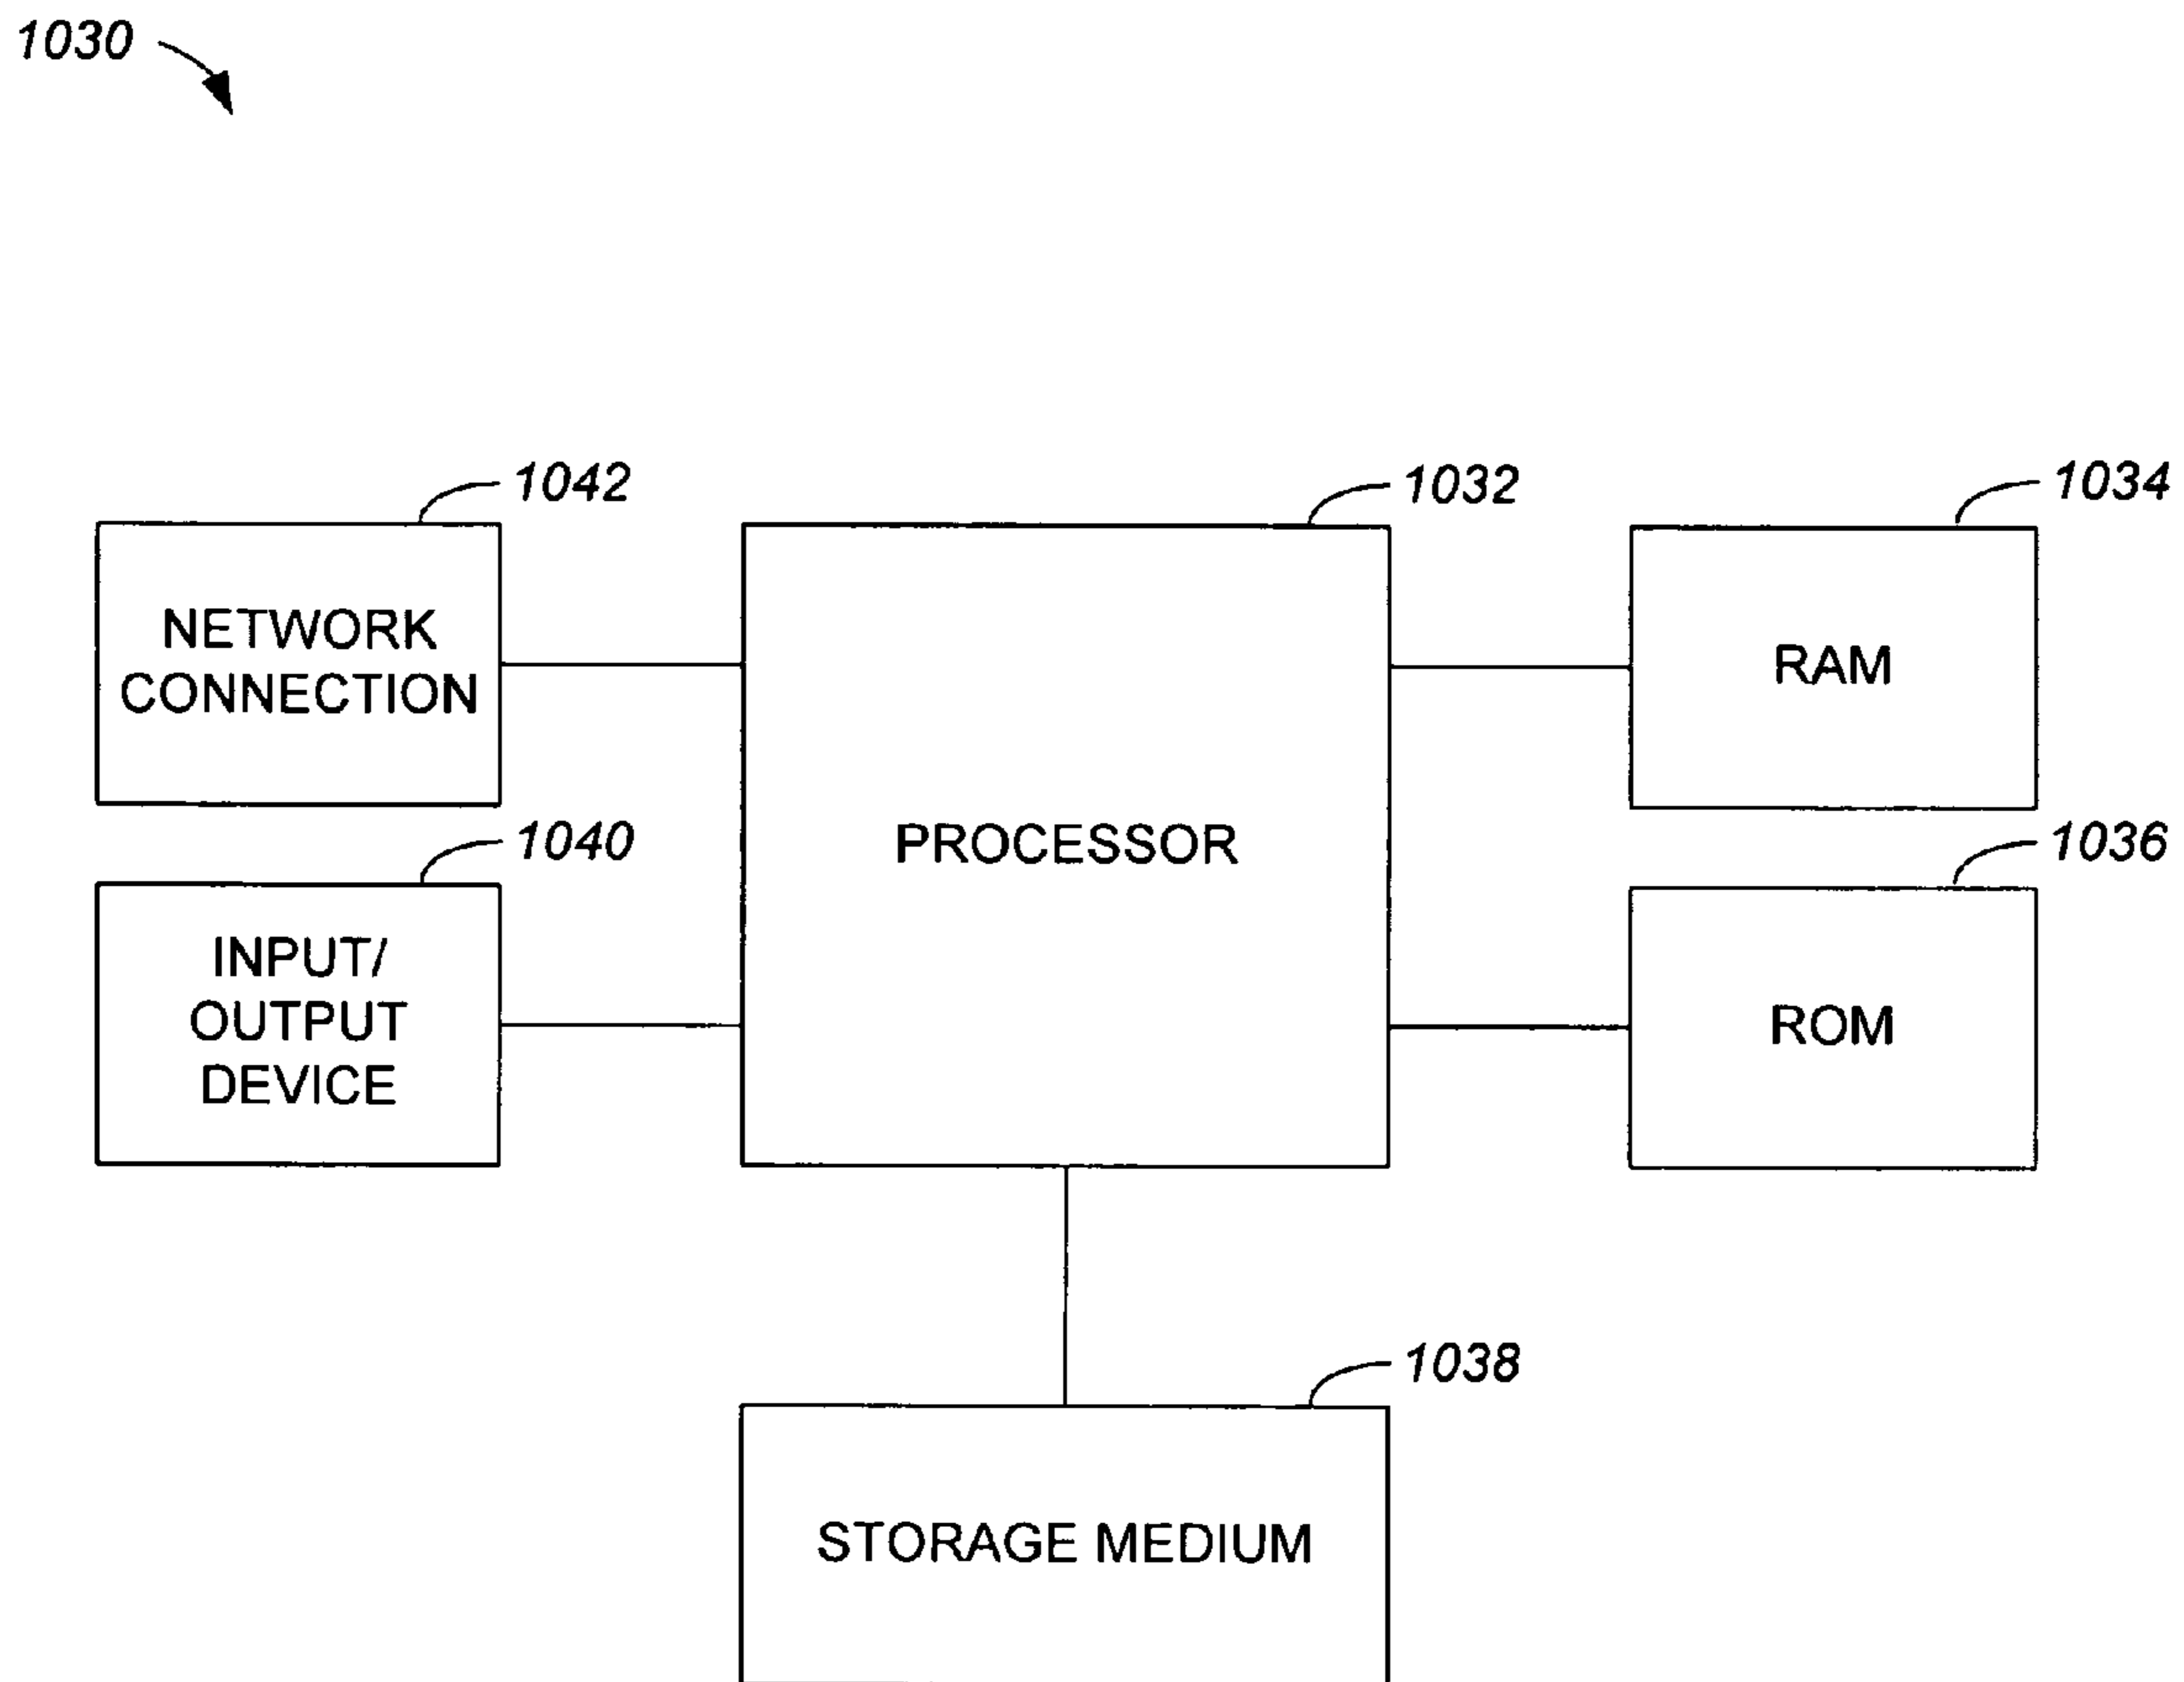 1030
1042
1032
1034
NETWORK
CONNECTION
RAM
PROCESSOR
1040
1036
INPUT/
OUTPUT
DEVICE
ROM
1038
STORAGE MEDIUM